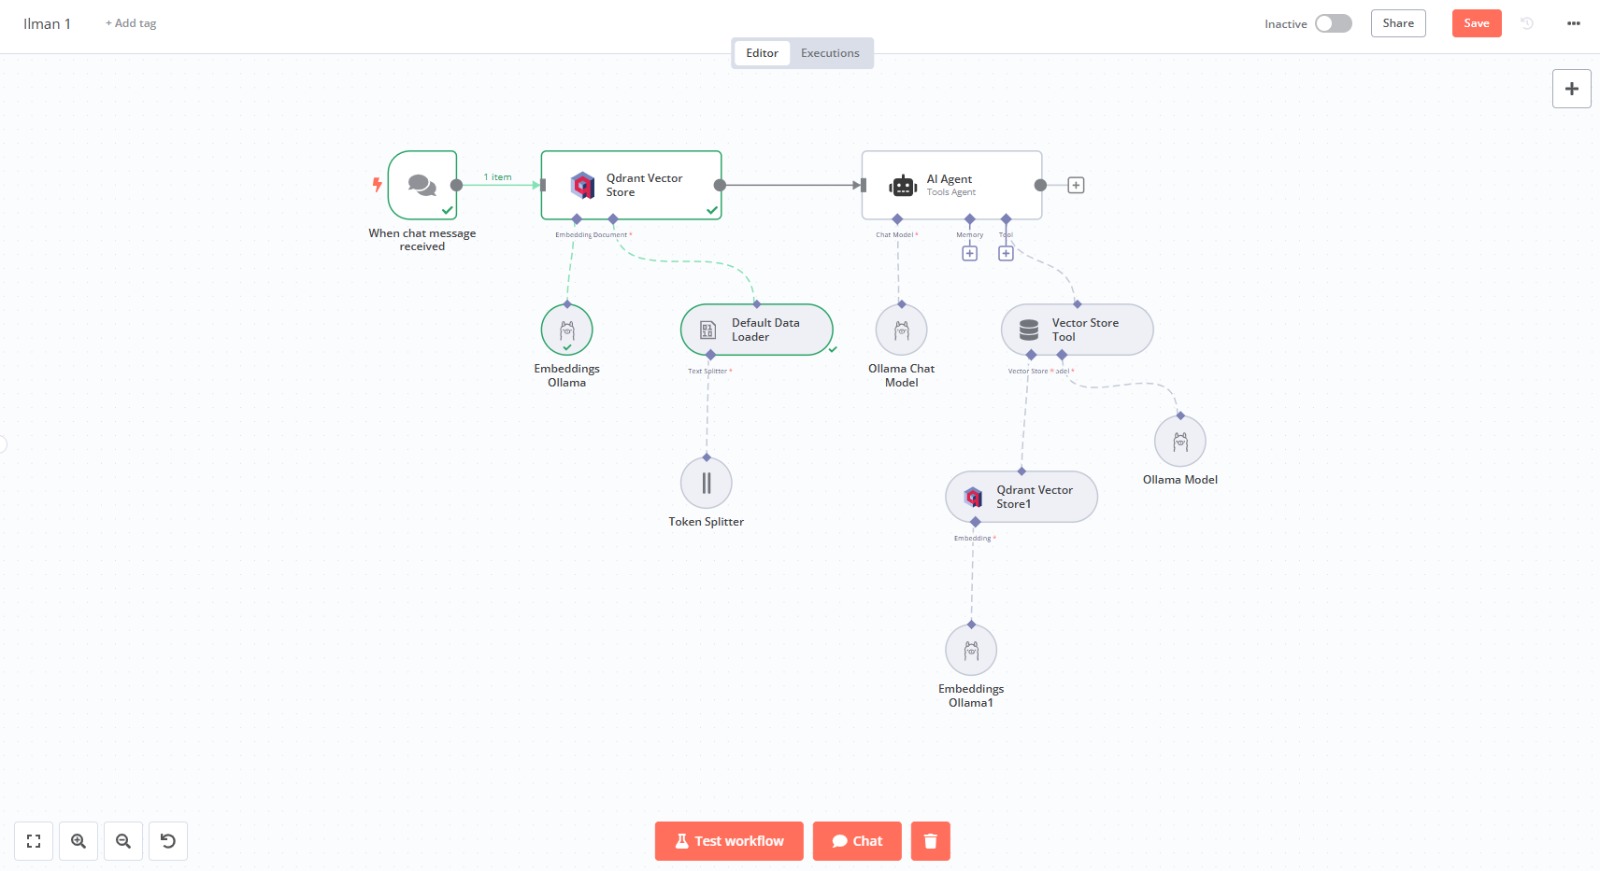 Ilman 1
+ Add tag
Inactive
Share
Save
Editor
Executions
1 item
When chat message
received
Qdrant Vector
Store
Embedding
Document *
AI Agent
Tools Agent
Chat Model *
Memory
Tool
Embeddings
Ollama
Default Data
Loader
Text Splitter *
Token Splitter
Ollama Chat
Model
Vector Store
Tool
Vector Store *
Ollama Model
Qdrant Vector
Store1
Embedding *
Embeddings
Ollama1
Test workflow
Chat